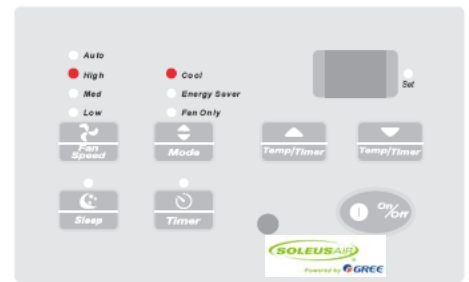 Auto
High
Cool
Set
Med
Energy Saver
Low
Fan Only
Fan
Speed
Mode
Temp/Timer
Temp/Timer
Sleep
Timer
On/Off
SOLEUSAIR
Powered by GREE